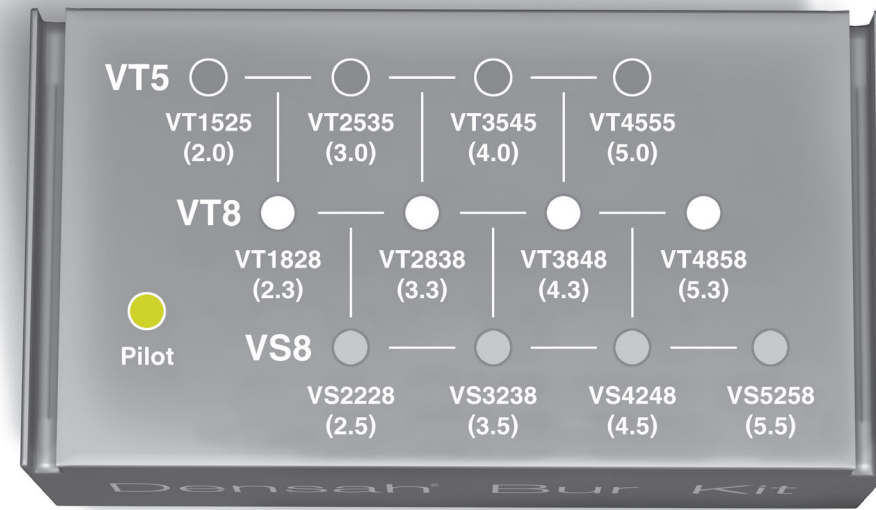 VT5
VT1525 VT2535 VT3545 VT4555
(2.0) (3.0) (4.0) (5.0)
VT8
VT1828 VT2838 VT3848 VT4858
(2.3) (3.3) (4.3) (5.3)
Pilot VS8
VS2228 VS3238 VS4248 VS5258
(2.5) (3.5) (4.5) (5.5)
Densah® Bur Kit